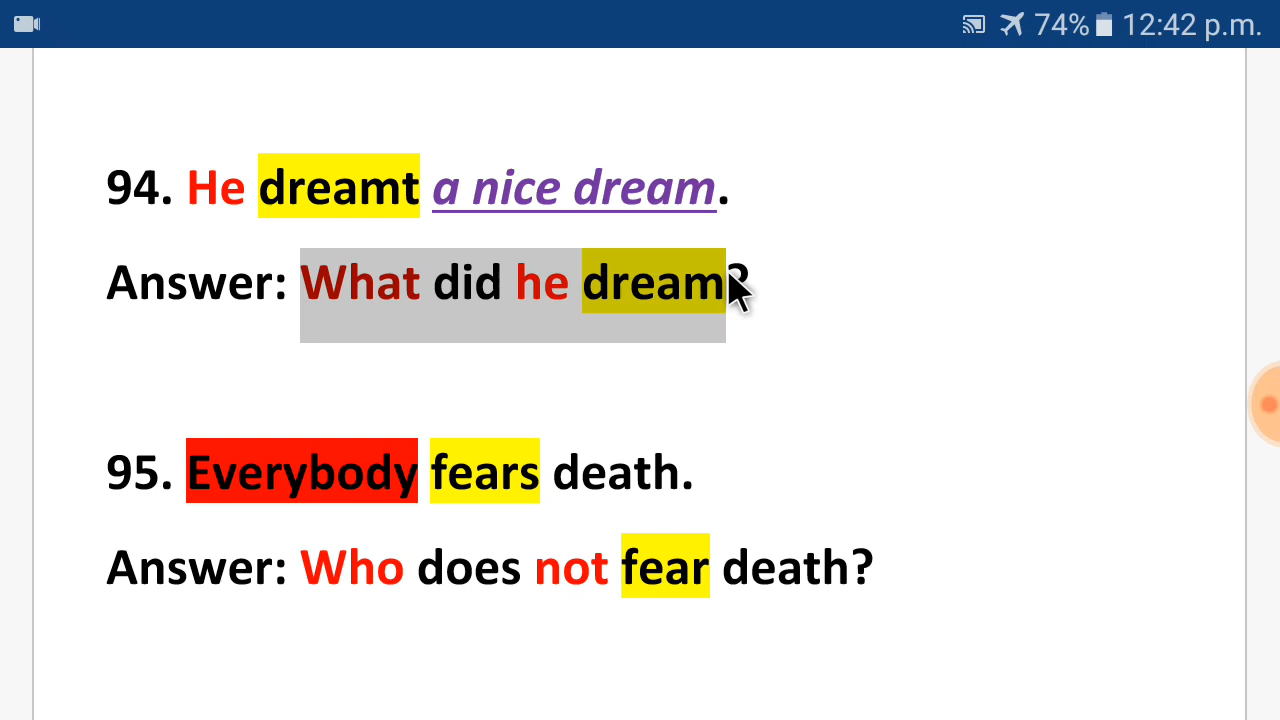 74% 12:42 p.m.
94. He dreamt a nice dream.
Answer: What did he dream?
95. Everybody fears death.
Answer: Who does not fear death?